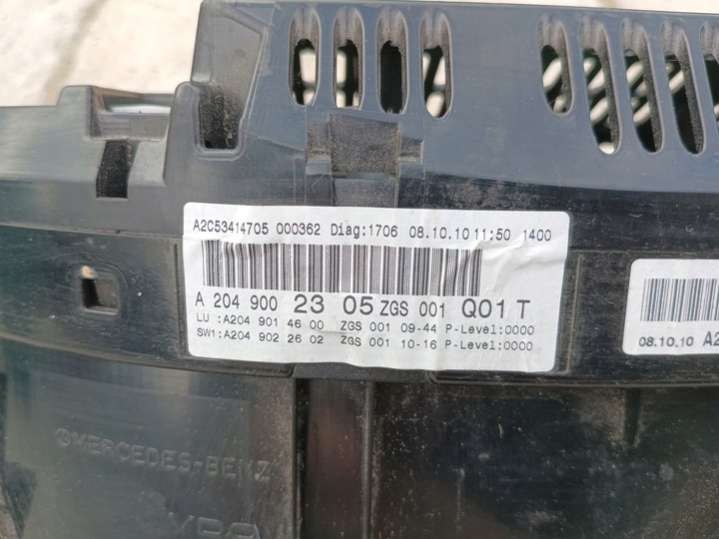 A2C53414705 000362 Diag:1706 08.10.10 11:50 1400
A 204 900 23 05 ZGS 001 Q01 T
LU :A204 901 46 00 ZGS 001 09-44 P-Level:0000
SW1:A204 902 26 02 ZGS 001 10-16 P-Level:0000
08.10.10 A2
MERCEDES-BENZ